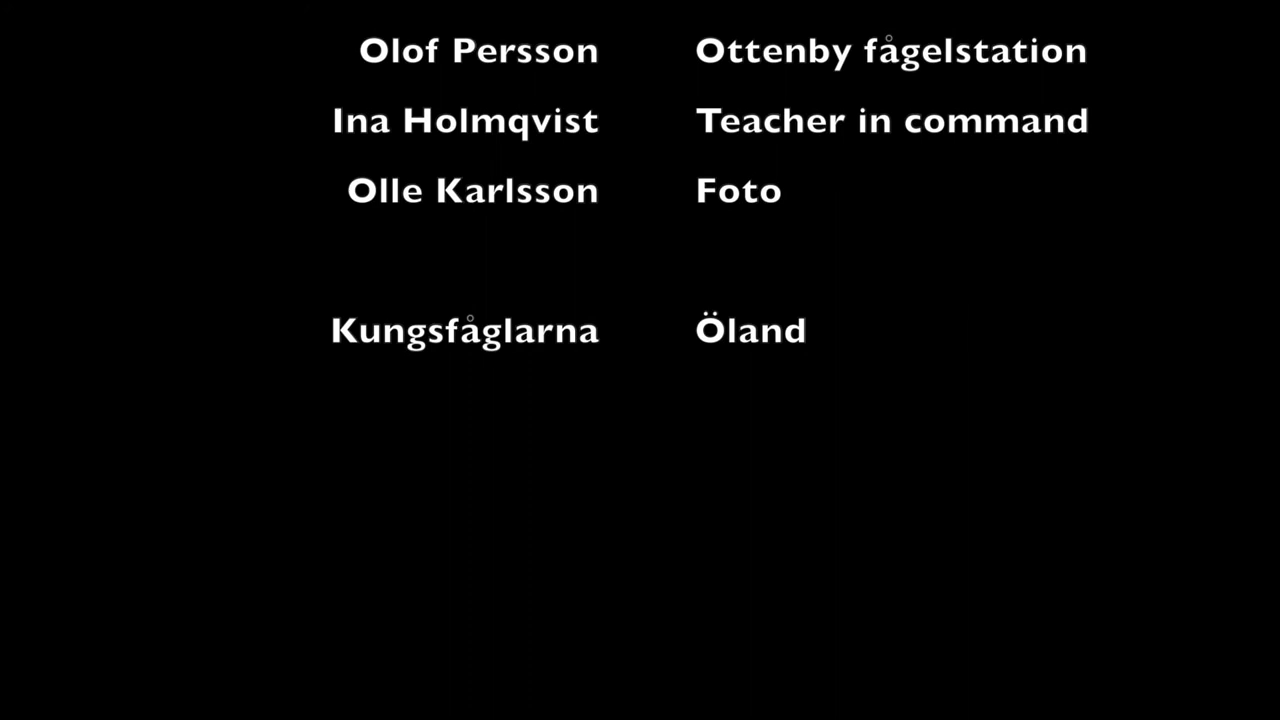 Olof Persson Ottenby fågelstation
Ina Holmqvist Teacher in command
Olle Karlsson Foto
Kungsfåglarna Öland